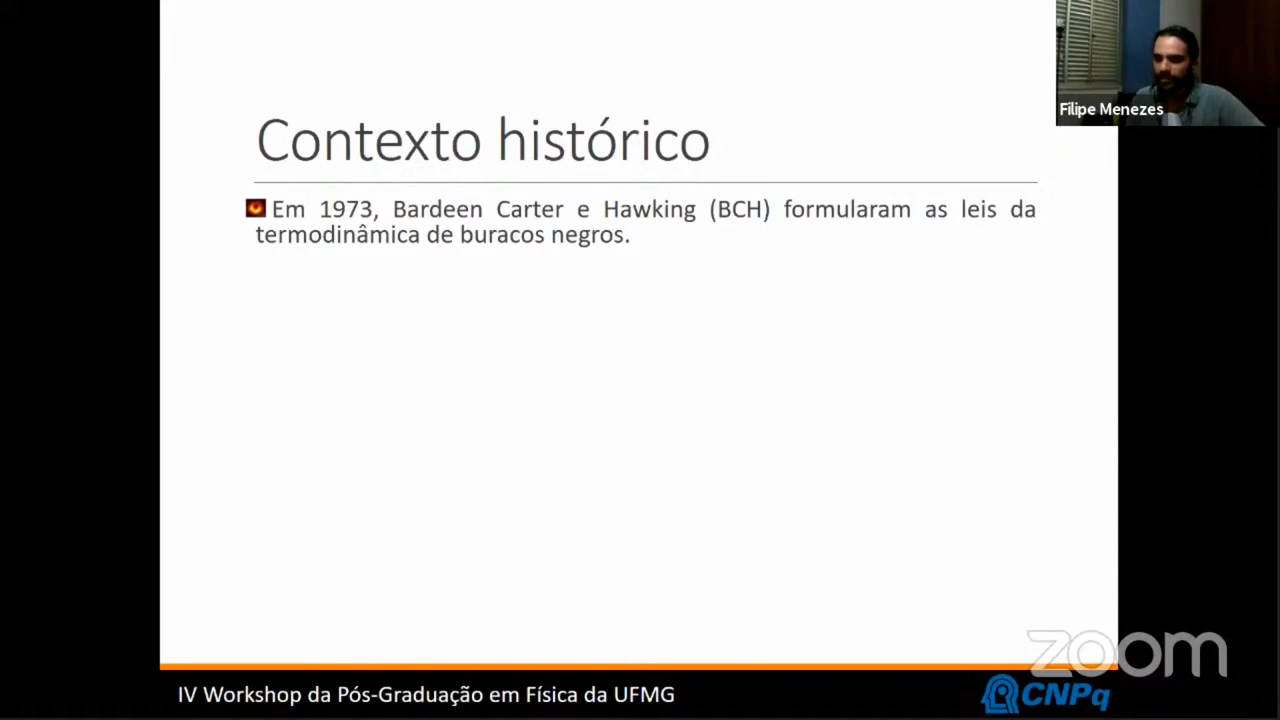 Filipe Menezes
Contexto histórico
Em 1973, Bardeen Carter e Hawking (BCH) formularam as leis da
termodinâmica de buracos negros.
zoom
IV Workshop da Pós-Graduação em Física da UFMG
CNPq